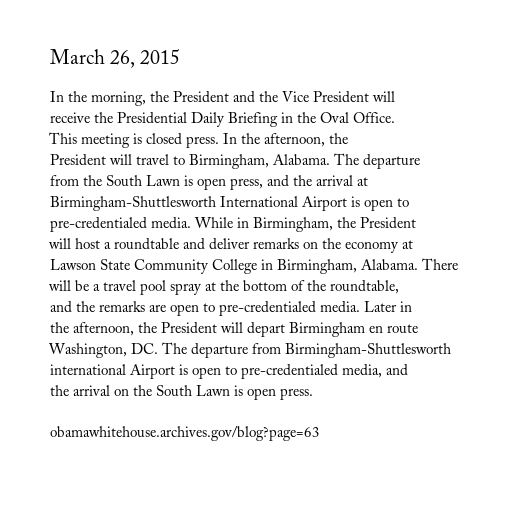 March 26, 2015
In the morning, the President and the Vice President will
receive the Presidential Daily Briefing in the Oval Office.
This meeting is closed press. In the afternoon, the
President will travel to Birmingham, Alabama. The departure
from the South Lawn is open press, and the arrival at
Birmingham-Shuttlesworth International Airport is open to
pre-credentialed media. While in Birmingham, the President
will host a roundtable and deliver remarks on the economy at
Lawson State Community College in Birmingham, Alabama. There
will be a travel pool spray at the bottom of the roundtable,
and the remarks are open to pre-credentialed media. Later in
the afternoon, the President will depart Birmingham en route
Washington, DC. The departure from Birmingham-Shuttlesworth
international Airport is open to pre-credentialed media, and
the arrival on the South Lawn is open press.
obamawhitehouse.archives.gov/blog?page=63